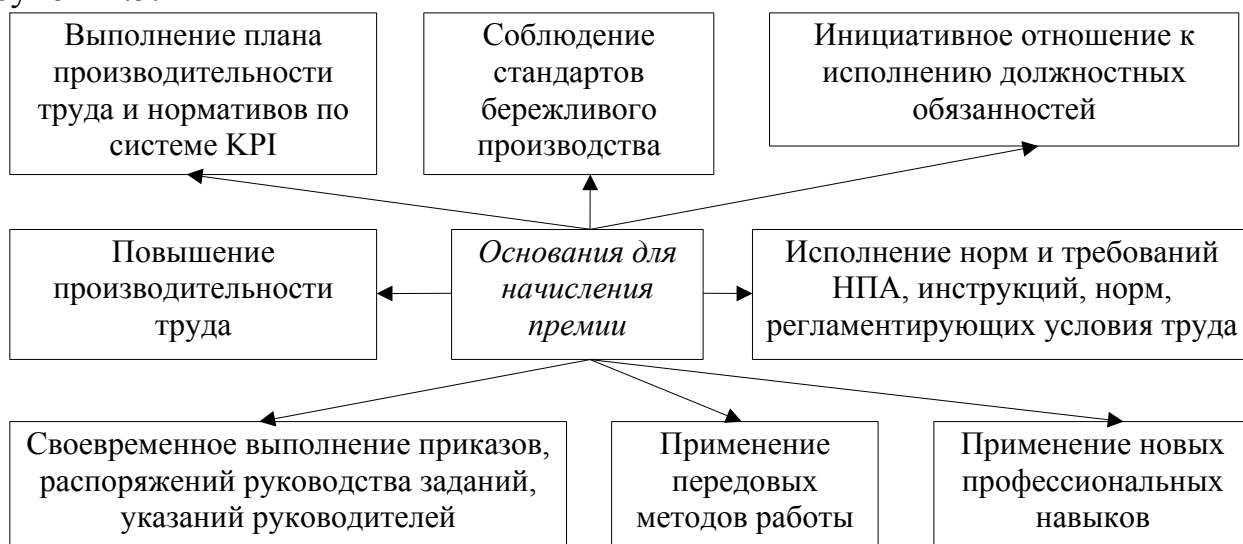 Выполнение плана
производительности
труда и нормативов по
системе KPI
Соблюдение
стандартов
бережливого
производства
Инициативное отношение к
исполнению должностных
обязанностей
Повышение
производительности
труда
Основания для
начисления
премии
Исполнение норм и требований
НПА, инструкций, норм,
регламентирующих условия труда
Своевременное выполнение приказов,
распоряжений руководства заданий,
указаний руководителей
Применение
передовых
методов работы
Применение новых
профессиональных
навыков